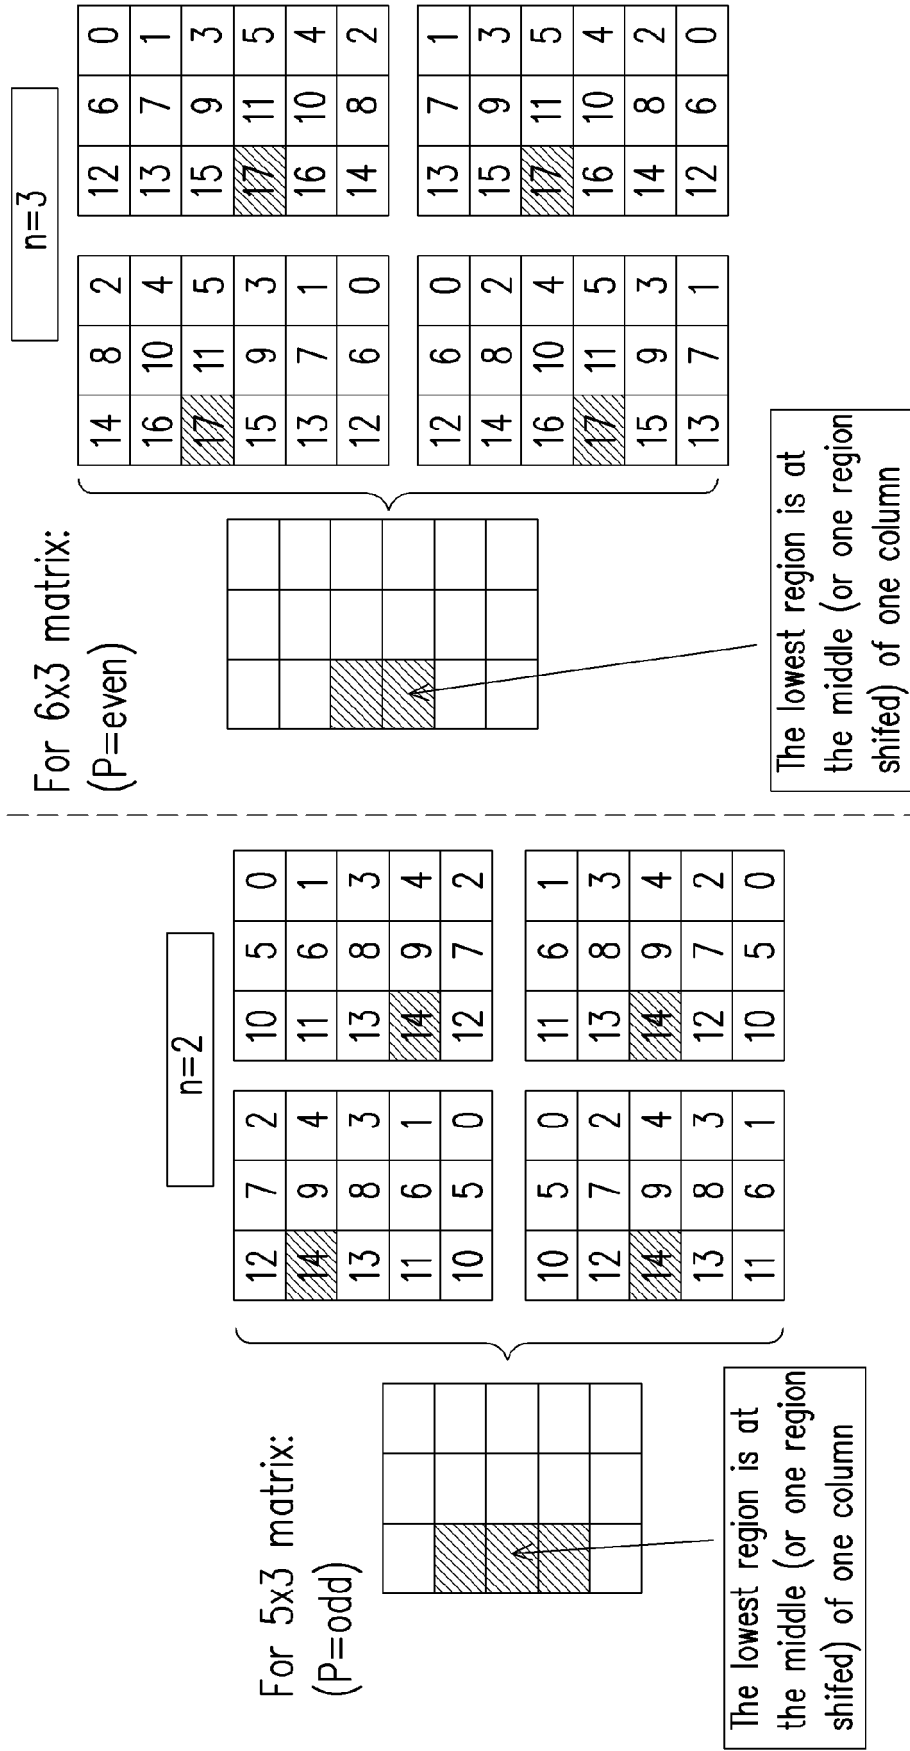 For 5x3 matrix:
(P=odd)
n=2
12 7 2
14 9 4
13 8 3
11 6 1
10 5 0
10 5 0
11 6 1
13 8 3
14 9 4
12 7 2
10 5 0
12 7 2
14 9 4
13 8 3
11 6 1
11 6 1
13 8 3
14 9 4
12 7 2
10 5 0
The lowest region is at
the middle (or one region
shifed) of one column
For 6x3 matrix:
(P=even)
n=3
14 8 2
16 10 4
17 11 5
15 9 3
13 7 1
12 6 0
12 6 0
13 7 1
15 9 3
17 11 5
16 10 4
14 8 2
12 6 0
14 8 2
16 10 4
17 11 5
15 9 3
13 7 1
13 7 1
15 9 3
17 11 5
16 10 4
14 8 2
12 6 0
The lowest region is at
the middle (or one region
shifed) of one column